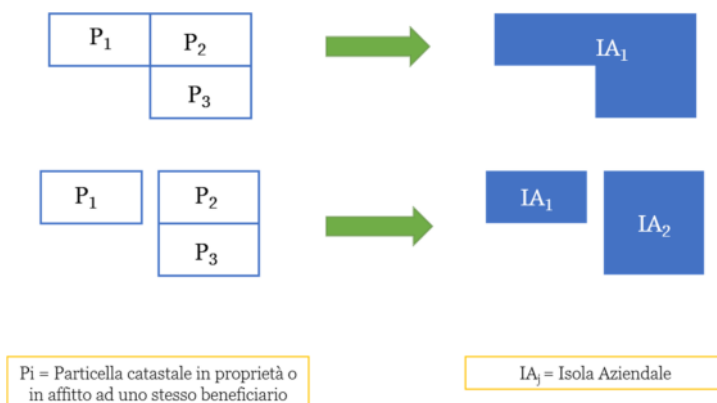 P₁ P₂ IA₁
P₃
P₁ P₂ IA₁
P₃ IA₂
Pi = Particella catastale in proprietà o
in affitto ad uno stesso beneficiario
IAⱼ = Isola Aziendale